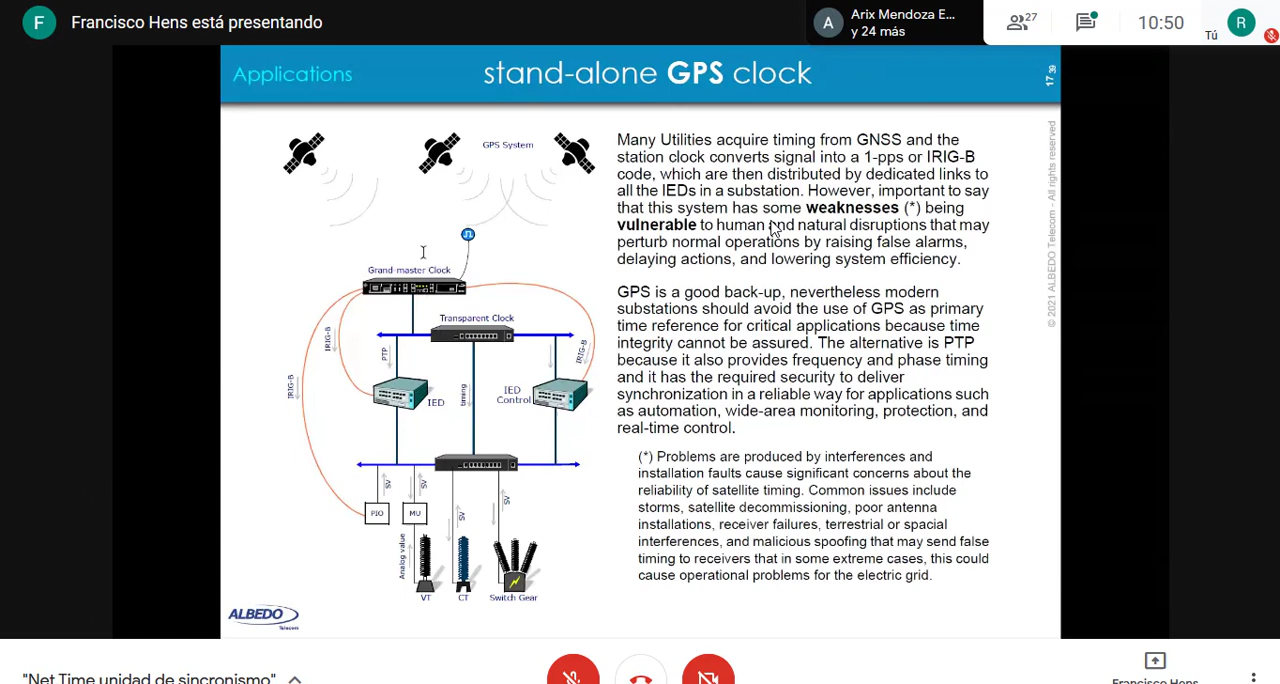 F
Francisco Hens está presentando
A
Arix Mendoza E...
y 24 más
27
10:50
Tú
R
Applications
stand-alone GPS clock
17 39
GPS System
Many Utilities acquire timing from GNSS and the
station clock converts signal into a 1-pps or IRIG-B
code, which are then distributed by dedicated links to
all the IEDs in a substation. However, important to say
that this system has some weaknesses (*) being
vulnerable to human and natural disruptions that may
perturb normal operations by raising false alarms,
delaying actions, and lowering system efficiency.
GPS is a good back-up, nevertheless modern
substations should avoid the use of GPS as primary
time reference for critical applications because time
integrity cannot be assured. The alternative is PTP
because it also provides frequency and phase timing
and it has the required security to deliver
synchronization in a reliable way for applications such
as automation, wide-area monitoring, protection, and
real-time control.
(*) Problems are produced by interferences and
installation faults cause significant concerns about the
reliability of satellite timing. Common issues include
storms, satellite decommissioning, poor antenna
installations, receiver failures, terrestrial or spacial
interferences, and malicious spoofing that may send false
timing to receivers that in some extreme cases, this could
cause operational problems for the electric grid.
Grand-master Clock
Transparent Clock
IRIG-B
IRIG-B
PTP
IRIG-B
timing
IED
IED
Control
SV
SV
SV
SV
PIO
MU
Analog value
VT
CT
Switch Gear
ALBEDO
Telecom
© 2021 ALBEDO Telecom - All rights reserved
"Net Time unidad de sincronismo"
Francisco Hens